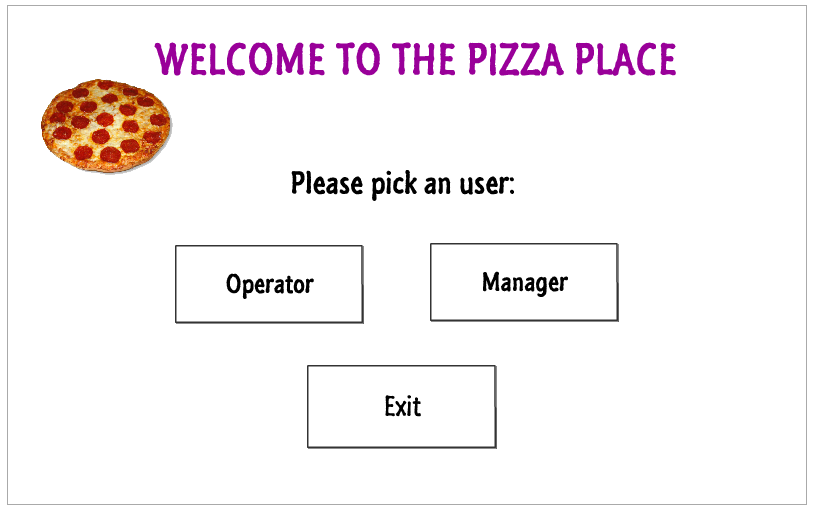 WELCOME TO THE PIZZA PLACE
Please pick an user:
Operator
Manager
Exit